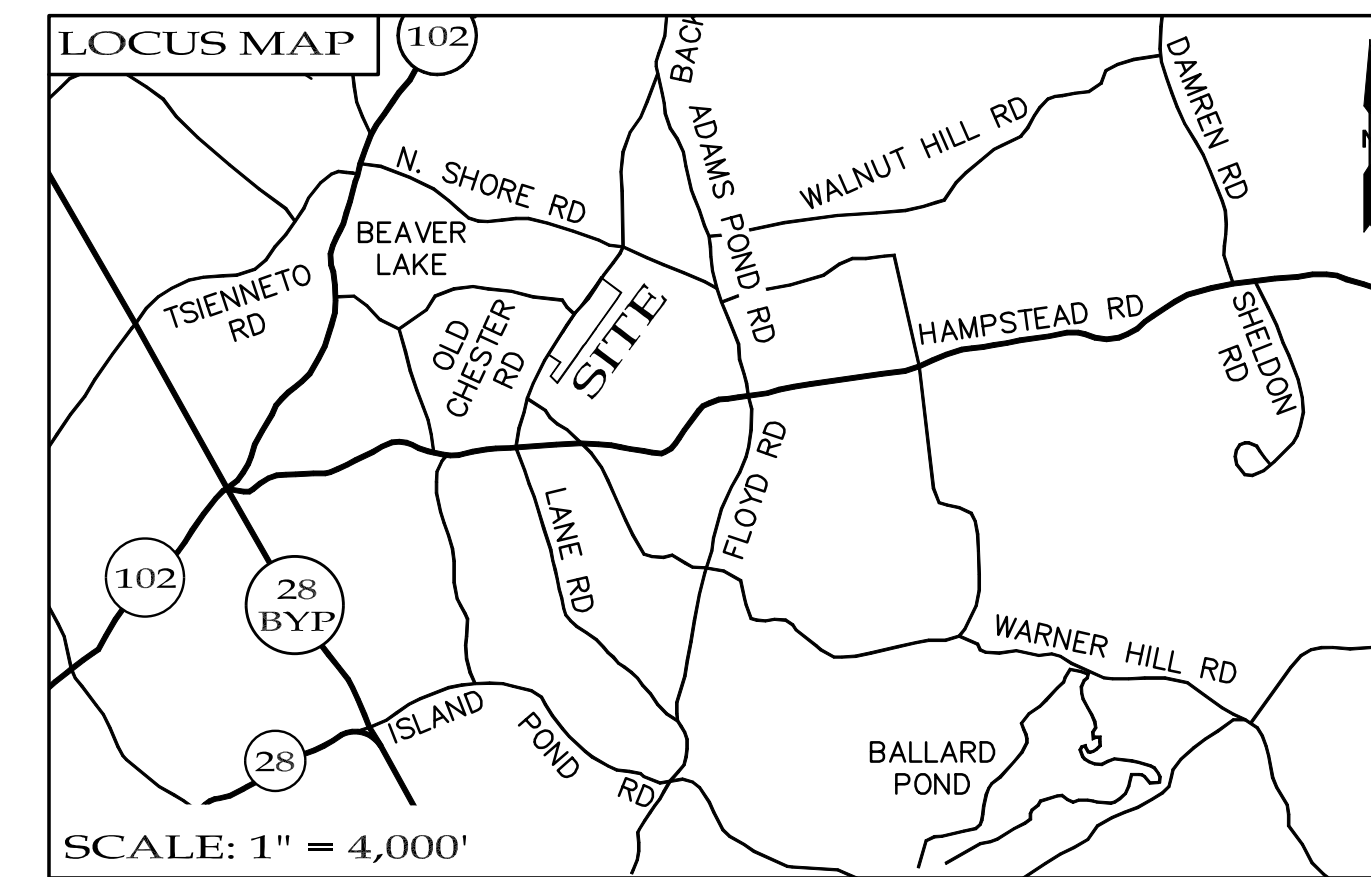 LOCUS MAP
102
BACK
ADAMS POND RD
DAMREN RD
WALNUT HILL RD
N. SHORE RD
BEAVER
LAKE
TSIENNETO
RD
OLD
CHESTER
RD
SITE
HAMPSTEAD RD
SHELDON
RD
FLOYD RD
LANE RD
102
28
BYP
WARNER HILL RD
ISLAND
POND
RD
28
BALLARD
POND
SCALE: 1" = 4,000'